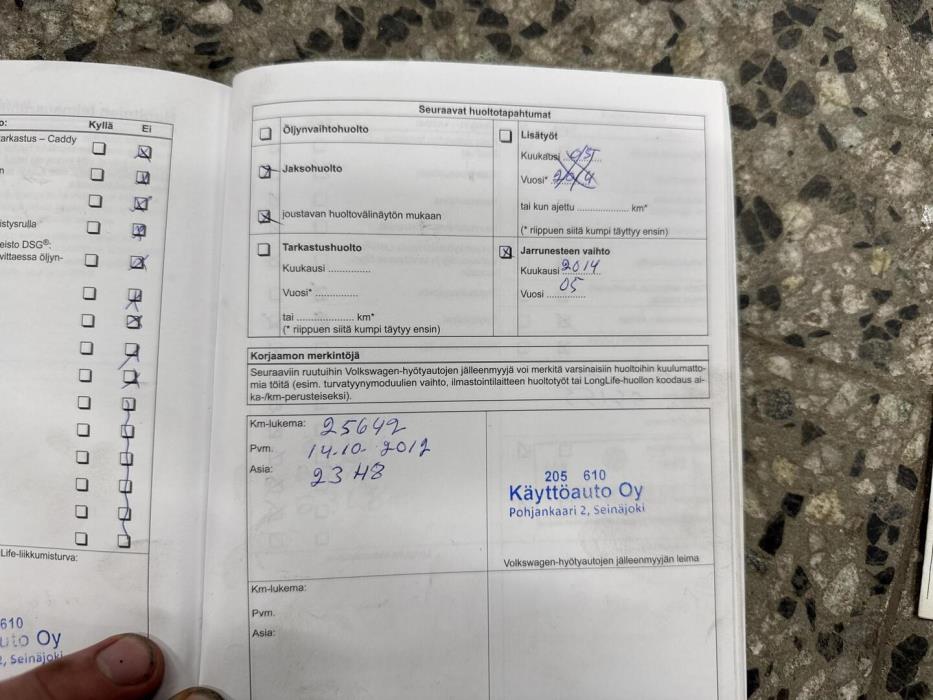 o:
Kyllä
Ei
arkastus – Caddy
n
istysrulla
eisto DSG®:
vittaessa öljyn-
Life-liikkumisturva:
610
uto Oy
2, Seinäjoki
Seuraavat huoltotapahtumat
Öljynvaihtohuolto
Jaksohuolto
joustavan huoltovälinäytön mukaan
Tarkastushuolto
Kuukausi ..............
Vuosi* ..............
tai .................... km*
(* riippuen siitä kumpi täytyy ensin)
Lisätyöt
Kuukausi 05
Vuosi* 2014
tai kun ajettu .................. km*
(* riippuen siitä kumpi täyttyy ensin)
Jarrunesteen vaihto
Kuukausi 2014
Vuosi 05
Korjaamon merkintöjä
Seuraaviin ruutuihin Volkswagen-hyötyautojen jälleenmyyjä voi merkitä varsinaisiin huoltoihin kuulumatto-
mia töitä (esim. turvatyynymoduulien vaihto, ilmastointilaitteen huoltotyöt tai LongLife-huollon koodaus ai-
ka-/km-perusteiseksi).
Km-lukema: 25642
Pvm. 14.10. 2012
Asia: 23 H8
205 610
Käyttöauto Oy
Pohjankaari 2, Seinäjoki
Volkswagen-hyötyautojen jälleenmyyjän leima
Km-lukema:
Pvm.
Asia: